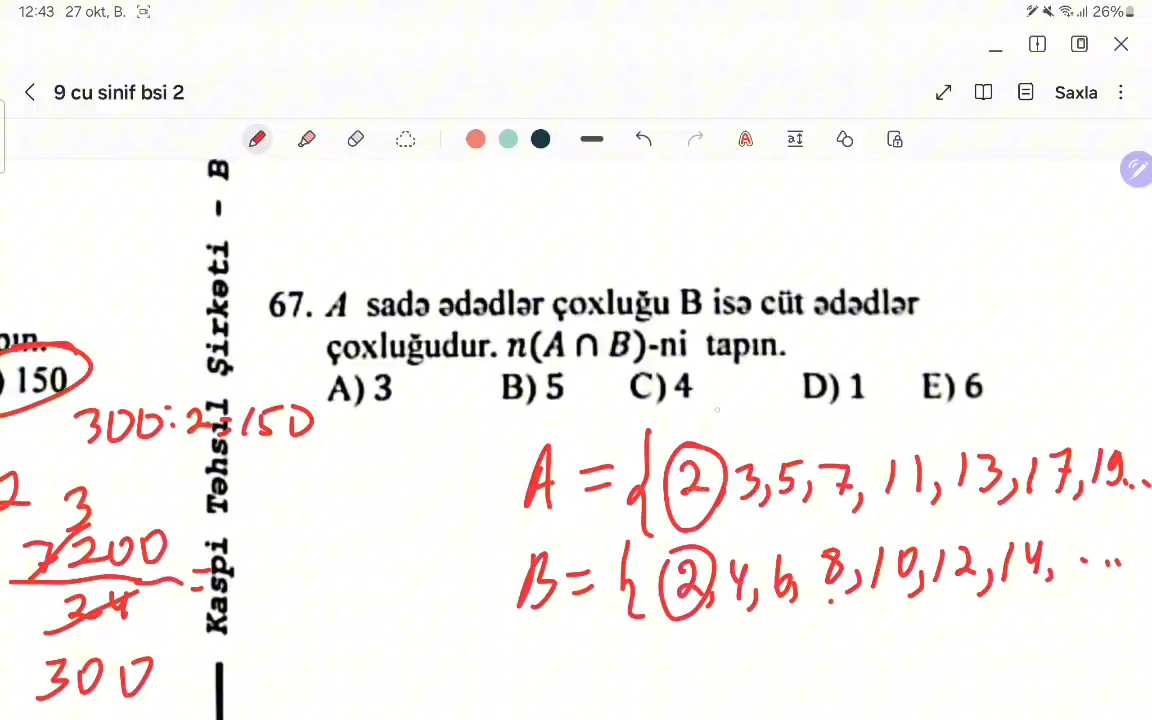 12:43 27 okt, B. 26%
9 cu sinif bsi 2
Saxla
Kaspi Təhsil Şirkəti - B
67. A sadə ədədlər çoxluğu B isə cüt ədədlər
çoxluğudur. n(A ∩ B)-ni tapın.
A) 3 B) 5 C) 4 D) 1 E) 6
) 150
300:2=150
3
7200
24
=
300
A = { 2 3, 5, 7, 11, 13, 17, 19...
B = { 2, 4, 6, 8, 10, 12, 14, ...